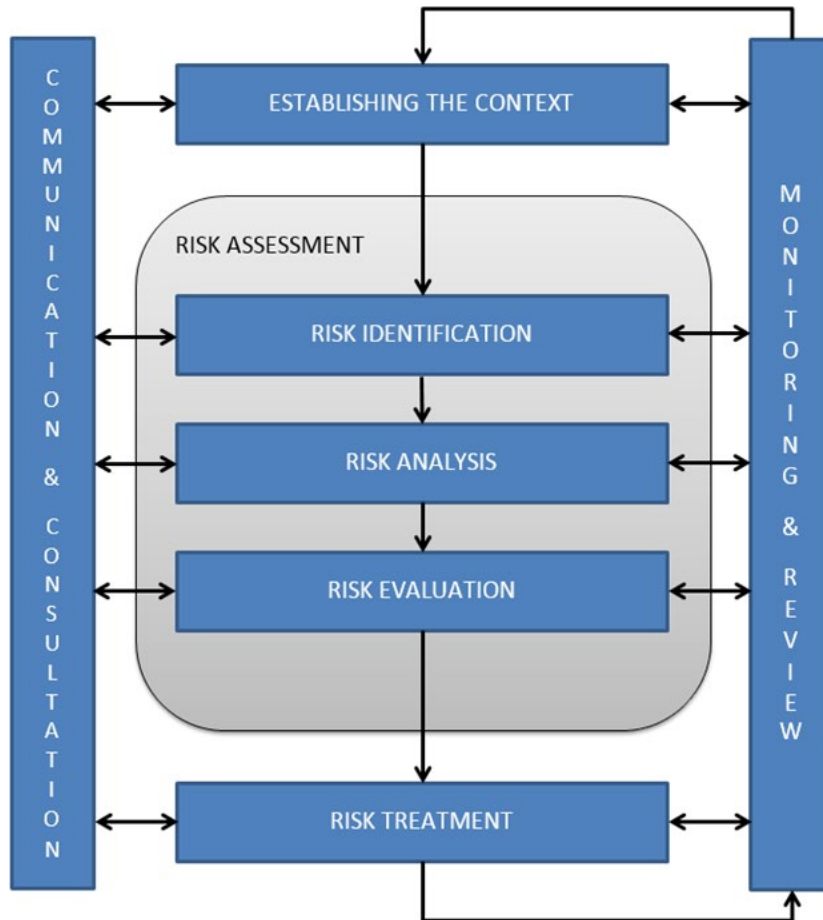 COMMUNICATION & CONSULTATION
ESTABLISHING THE CONTEXT
RISK ASSESSMENT
RISK IDENTIFICATION
RISK ANALYSIS
RISK EVALUATION
RISK TREATMENT
MONITORING & REVIEW